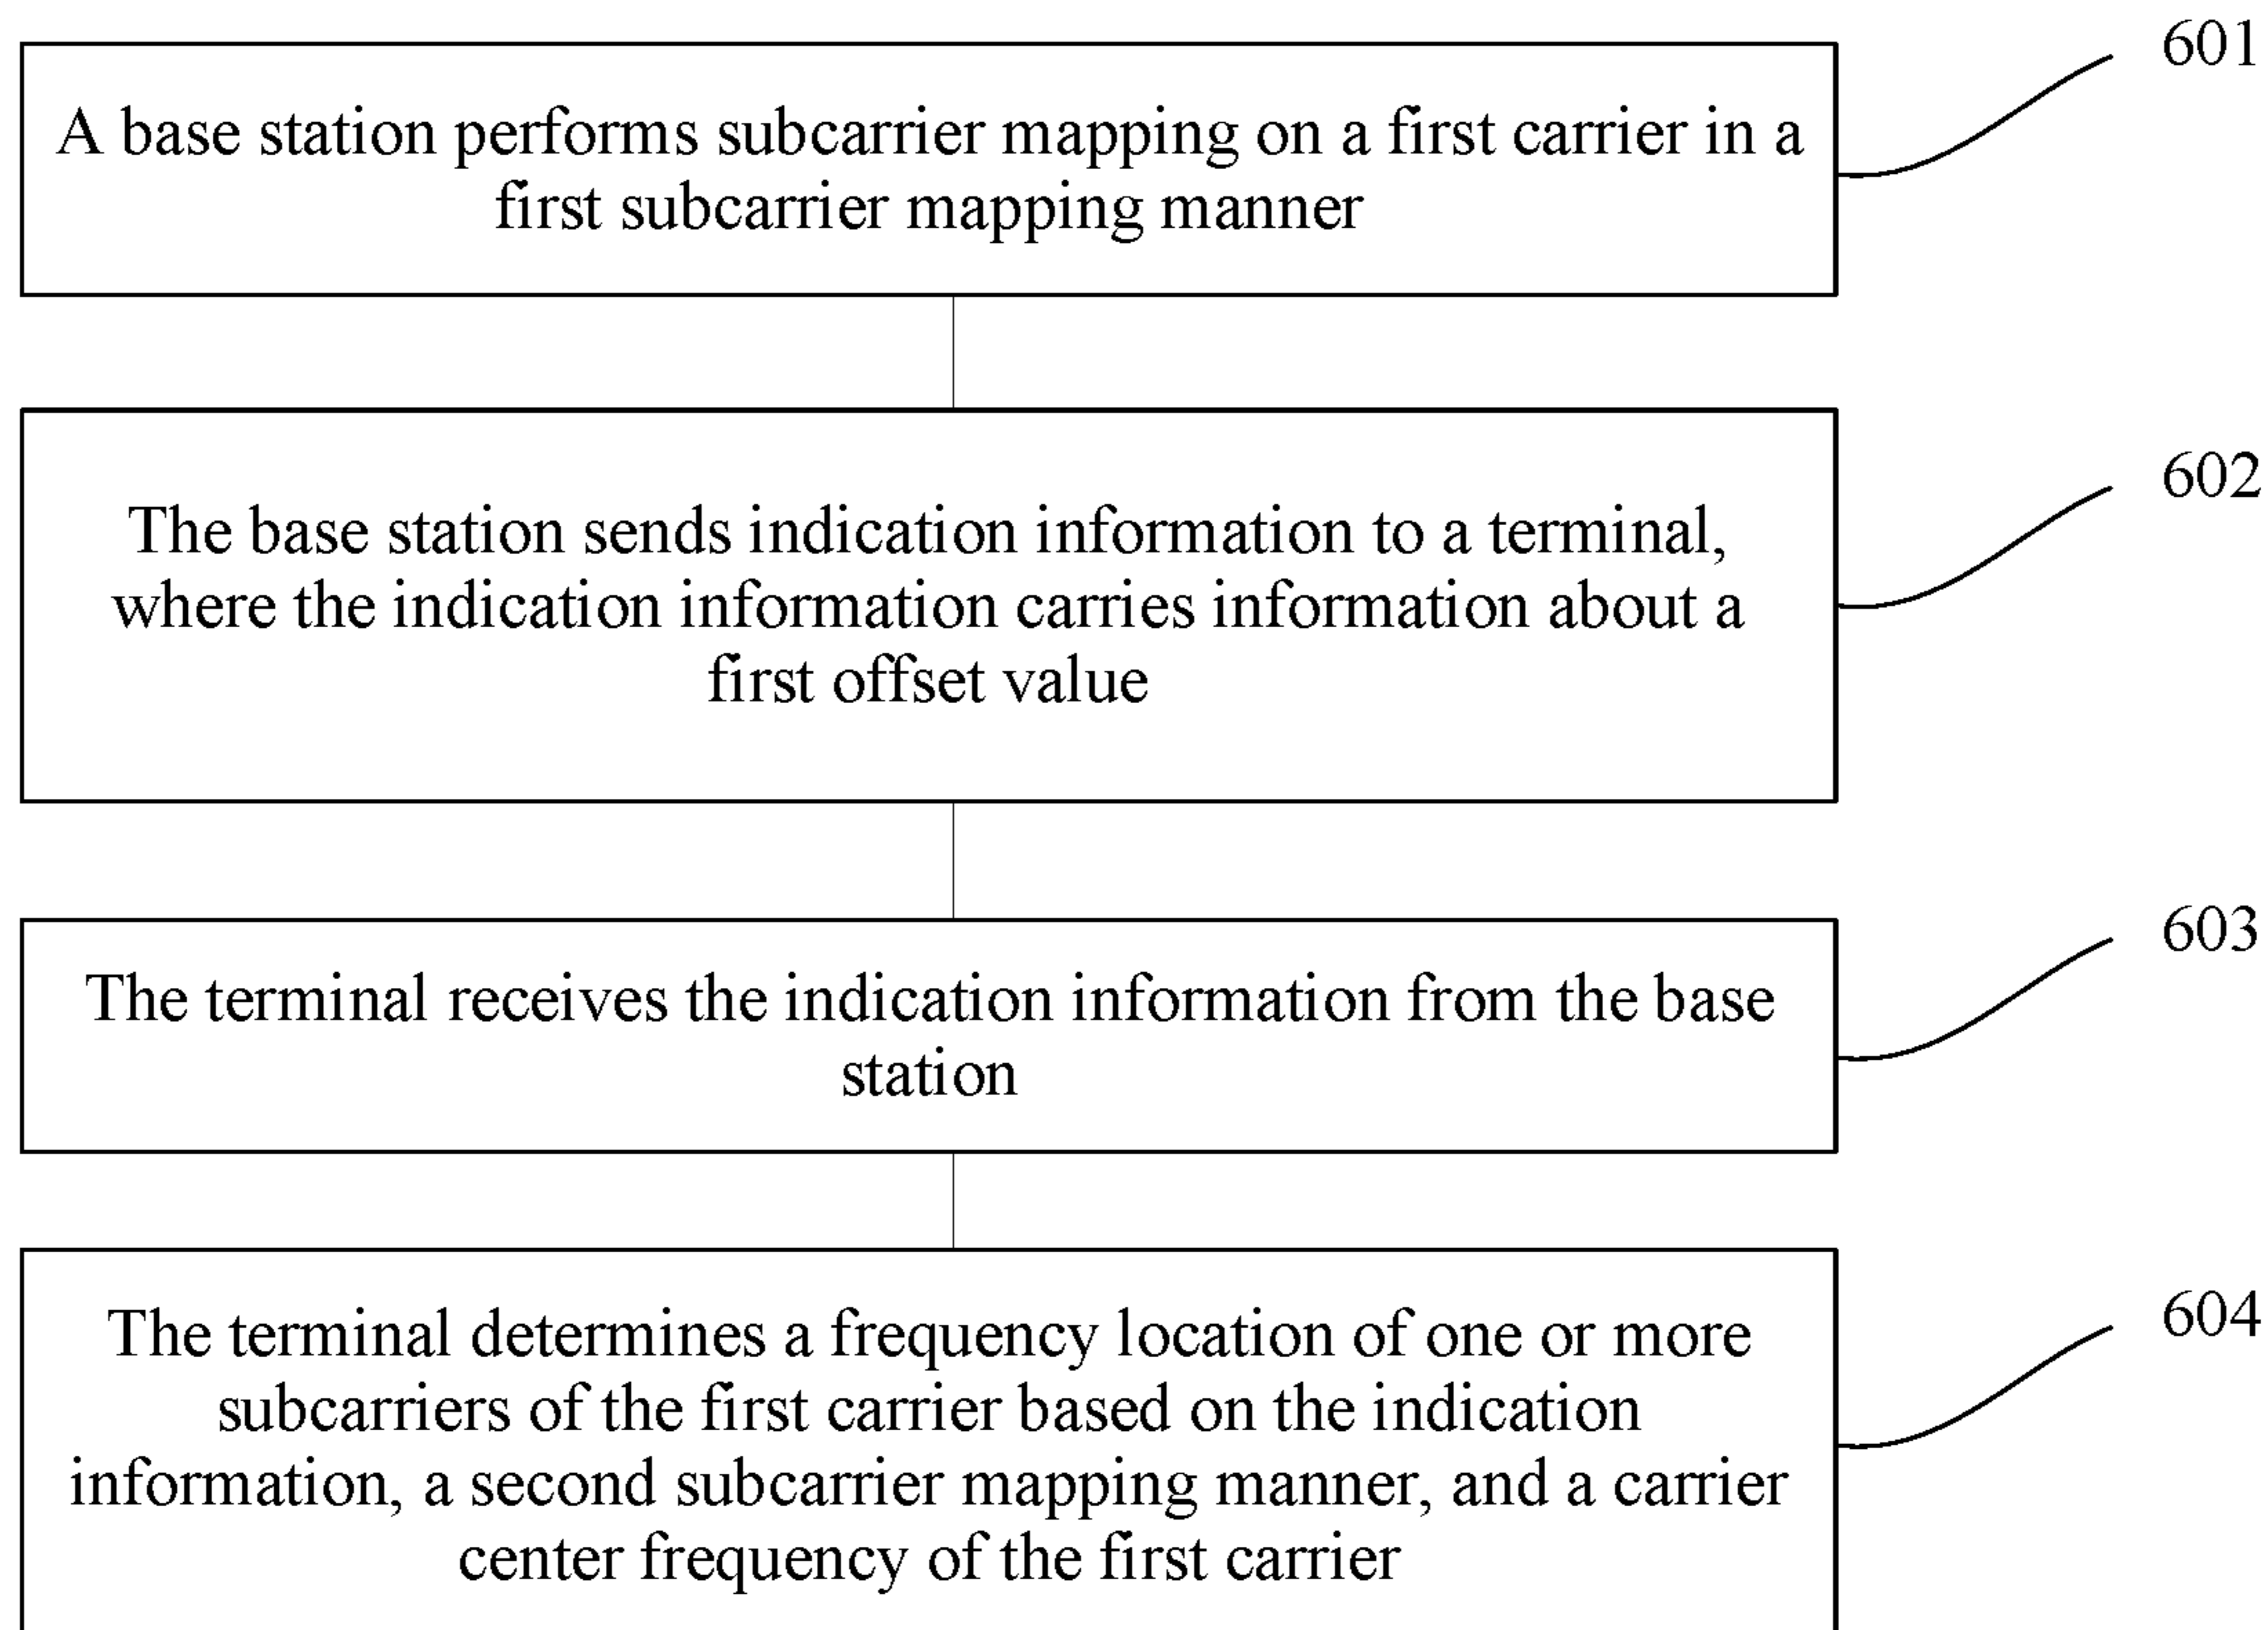 601
A base station performs subcarrier mapping on a first carrier in a
first subcarrier mapping manner
602
The base station sends indication information to a terminal,
where the indication information carries information about a
first offset value
603
The terminal receives the indication information from the base
station
604
The terminal determines a frequency location of one or more
subcarriers of the first carrier based on the indication
information, a second subcarrier mapping manner, and a carrier
center frequency of the first carrier